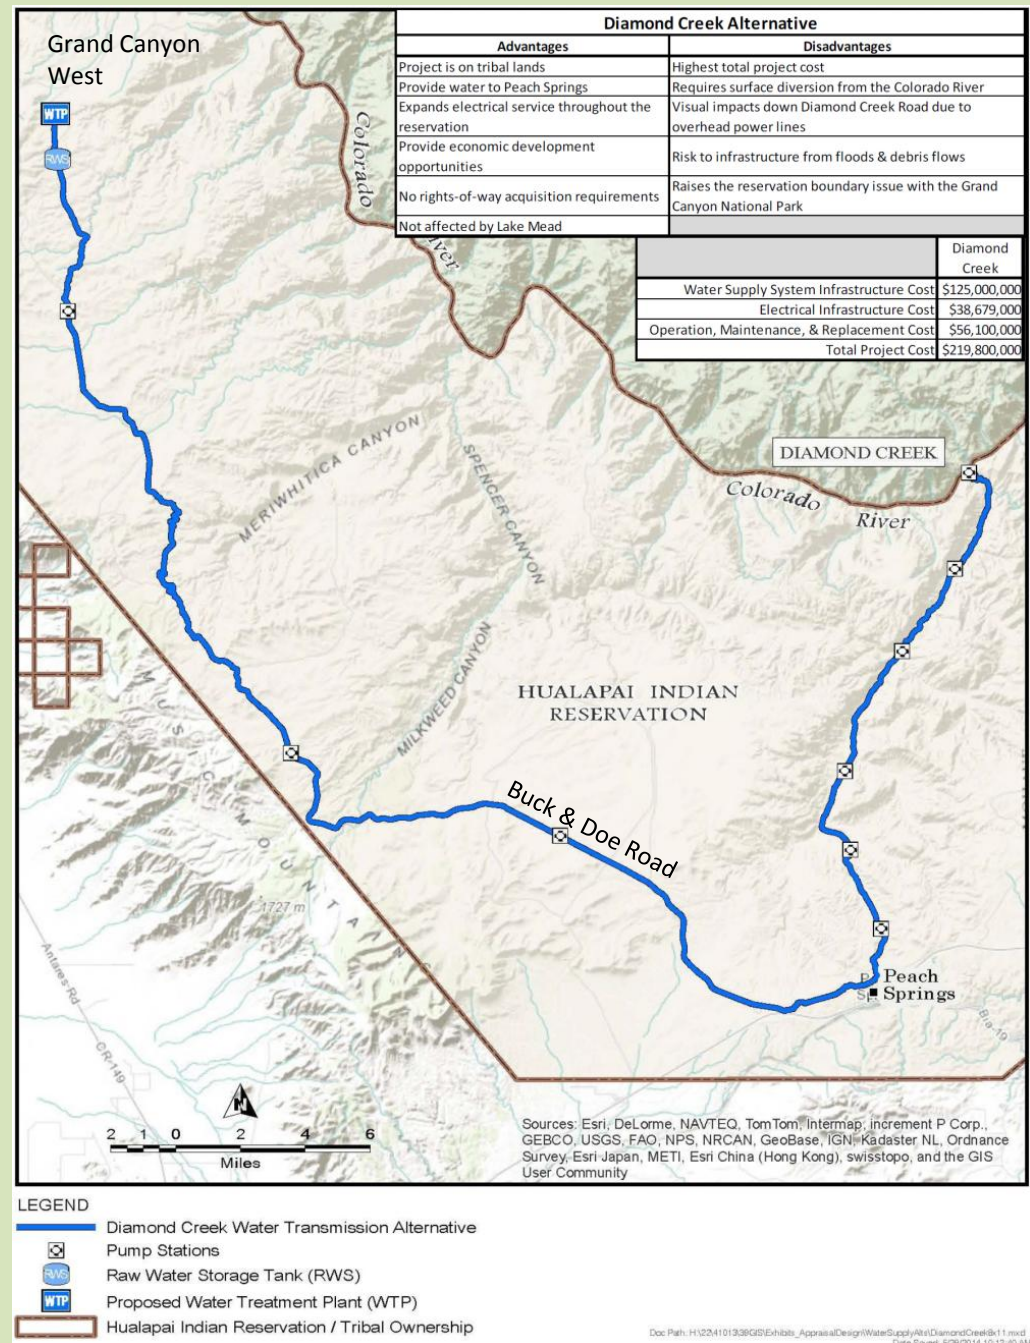 Grand Canyon
West
WTP
RWS
Diamond Creek Alternative
Advantages
Disadvantages
Project is on tribal lands
Highest total project cost
Provide water to Peach Springs
Requires surface diversion from the Colorado River
Expands electrical service throughout the
reservation
Visual impacts down Diamond Creek Road due to
overhead power lines
Provide economic development
opportunities
Risk to infrastructure from floods & debris flows
No rights-of-way acquisition requirements
Raises the reservation boundary issue with the Grand
Canyon National Park
Not affected by Lake Mead
Diamond
Creek
Water Supply System Infrastructure Cost $125,000,000
Electrical Infrastructure Cost $38,679,000
Operation, Maintenance, & Replacement Cost $56,100,000
Total Project Cost $219,800,000
Colorado
River
MERIWHITICA CANYON
SPENCER CANYON
DIAMOND CREEK
Colorado
River
MILKWEED CANYON
HUALAPAI INDIAN
RESERVATION
Buck & Doe Road
MUSIC MOUNTAINS
1727 m
Antares Rd
CR-149
Peach
Springs
Bia-19
N
2 1 0 2 4 6
Miles
Sources: Esri, DeLorme, NAVTEQ, TomTom, Intermap, increment P Corp.,
GEBCO, USGS, FAO, NPS, NRCAN, GeoBase, IGN, Kadaster NL, Ordnance
Survey, Esri Japan, METI, Esri China (Hong Kong), swisstopo, and the GIS
User Community
LEGEND
Diamond Creek Water Transmission Alternative
Pump Stations
RWS Raw Water Storage Tank (RWS)
WTP Proposed Water Treatment Plant (WTP)
Hualapai Indian Reservation / Tribal Ownership